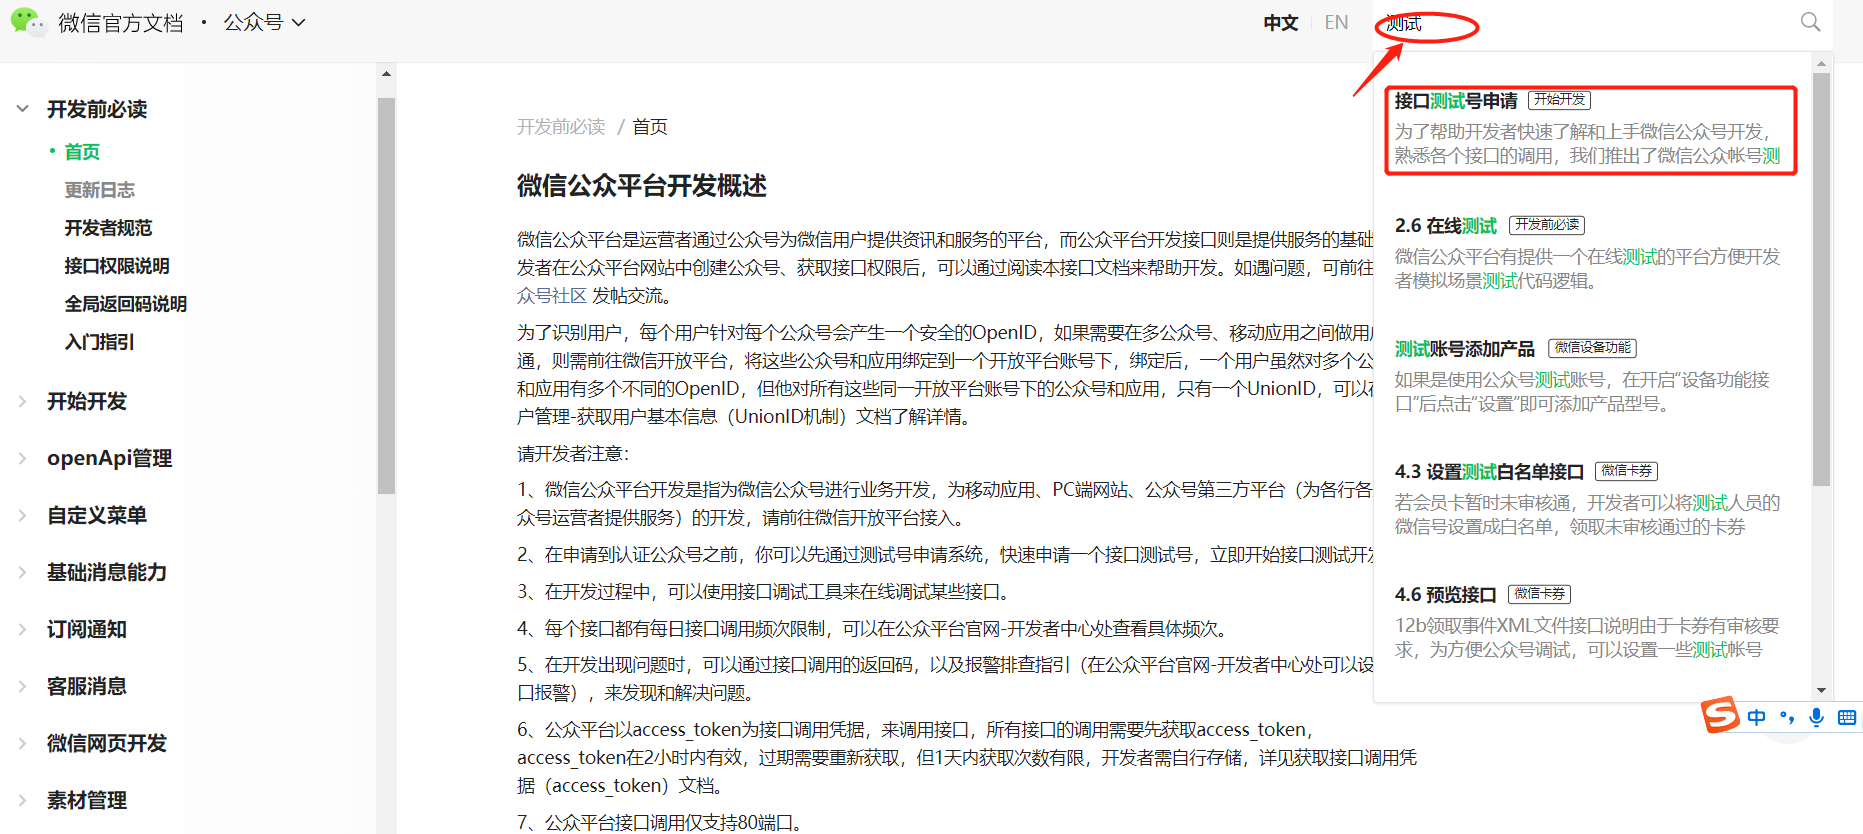 微信官方文档 · 公众号
中文 EN
测试
开发前必读
首页
更新日志
开发者规范
接口权限说明
全局返回码说明
入门指引
开始开发
openApi管理
自定义菜单
基础消息能力
订阅通知
客服消息
微信网页开发
素材管理
开发前必读 / 首页
微信公众平台开发概述
微信公众平台是运营者通过公众号为微信用户提供资讯和服务的平台，而公众平台开发接口则是提供服务的基础
发者在公众平台网站中创建公众号、获取接口权限后，可以通过阅读本接口文档来帮助开发。如遇问题，可前往
众号社区 发帖交流。
为了识别用户，每个用户针对每个公众号会产生一个安全的OpenID，如果需要在多公众号、移动应用之间做用户
通，则需前往微信开放平台，将这些公众号和应用绑定到一个开放平台账号下，绑定后，一个用户虽然对多个公
和应用有多个不同的OpenID，但他对所有这些同一开放平台账号下的公众号和应用，只有一个UnionID，可以在
户管理-获取用户基本信息（UnionID机制）文档了解详情。
请开发者注意：
1、微信公众平台开发是指为微信公众号进行业务开发，为移动应用、PC端网站、公众号第三方平台（为各行各
众号运营者提供服务）的开发，请前往微信开放平台接入。
2、在申请到认证公众号之前，你可以先通过测试号申请系统，快速申请一个接口测试号，立即开始接口测试开发
3、在开发过程中，可以使用接口调试工具来在线调试某些接口。
4、每个接口都有每日接口调用频次限制，可以在公众平台官网-开发者中心处查看具体频次。
5、在开发出现问题时，可以通过接口调用的返回码，以及报警排查指引（在公众平台官网-开发者中心处可以设
口报警），来发现和解决问题。
6、公众平台以access_token为接口调用凭据，来调用接口，所有接口的调用需要先获取access_token，
access_token在2小时内有效，过期需要重新获取，但1天内获取次数有限，开发者需自行存储，详见获取接口调用凭
据（access_token）文档。
7、公众平台接口调用仅支持80端口。
接口测试号申请 开始开发
为了帮助开发者快速了解和上手微信公众号开发，
熟悉各个接口的调用，我们推出了微信公众帐号测
2.6 在线测试 开发前必读
微信公众平台有提供一个在线测试的平台方便开发
者模拟场景测试代码逻辑。
测试账号添加产品 微信设备功能
如果是使用公众号测试账号，在开启“设备功能接
口”后点击“设置”即可添加产品型号。
4.3 设置测试白名单接口 微信卡券
若会员卡暂时未审核通，开发者可以将测试人员的
微信号设置成白名单，领取未审核通过的卡券
4.6 预览接口 微信卡券
12b领取事件XML文件接口说明由于卡券有审核要
求，为方便公众号调试，可以设置一些测试帐号
中